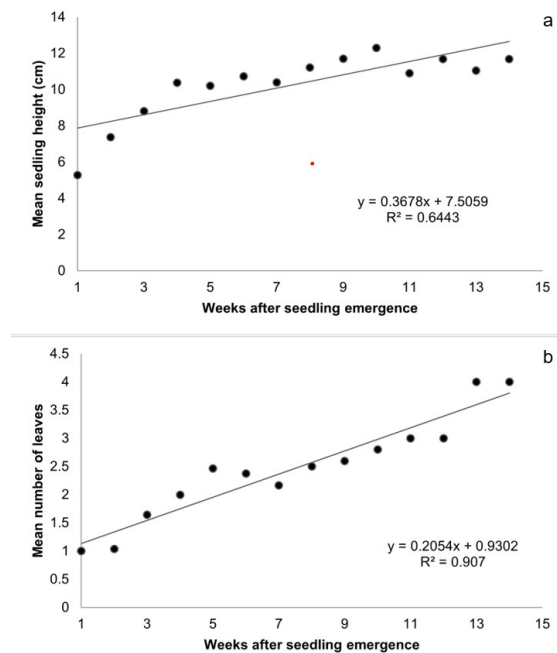 a
14
12
10
8
6
4
2
0
Mean sedling height (cm)
y = 0.3678x + 7.5059
R² = 0.6443
1 3 5 7 9 11 13 15
Weeks after seedling emergence
b
4.5
4
3.5
3
2.5
2
1.5
1
0.5
0
Mean number of leaves
y = 0.2054x + 0.9302
R² = 0.907
1 3 5 7 9 11 13 15
Weeks after seedling emergence